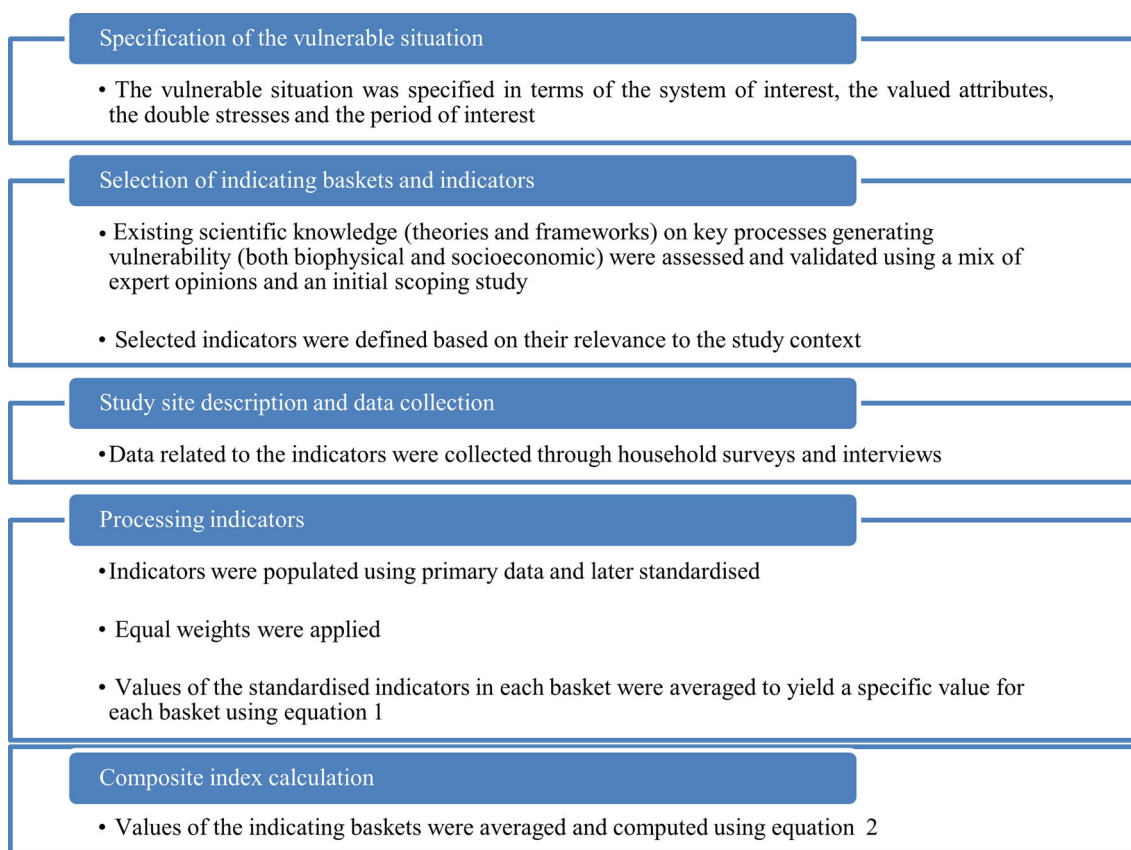 Specification of the vulnerable situation
• The vulnerable situation was specified in terms of the system of interest, the valued attributes,
the double stresses and the period of interest
Selection of indicating baskets and indicators
• Existing scientific knowledge (theories and frameworks) on key processes generating
vulnerability (both biophysical and socioeconomic) were assessed and validated using a mix of
expert opinions and an initial scoping study
• Selected indicators were defined based on their relevance to the study context
Study site description and data collection
•Data related to the indicators were collected through household surveys and interviews
Processing indicators
•Indicators were populated using primary data and later standardised
• Equal weights were applied
• Values of the standardised indicators in each basket were averaged to yield a specific value for
each basket using equation 1
Composite index calculation
• Values of the indicating baskets were averaged and computed using equation 2